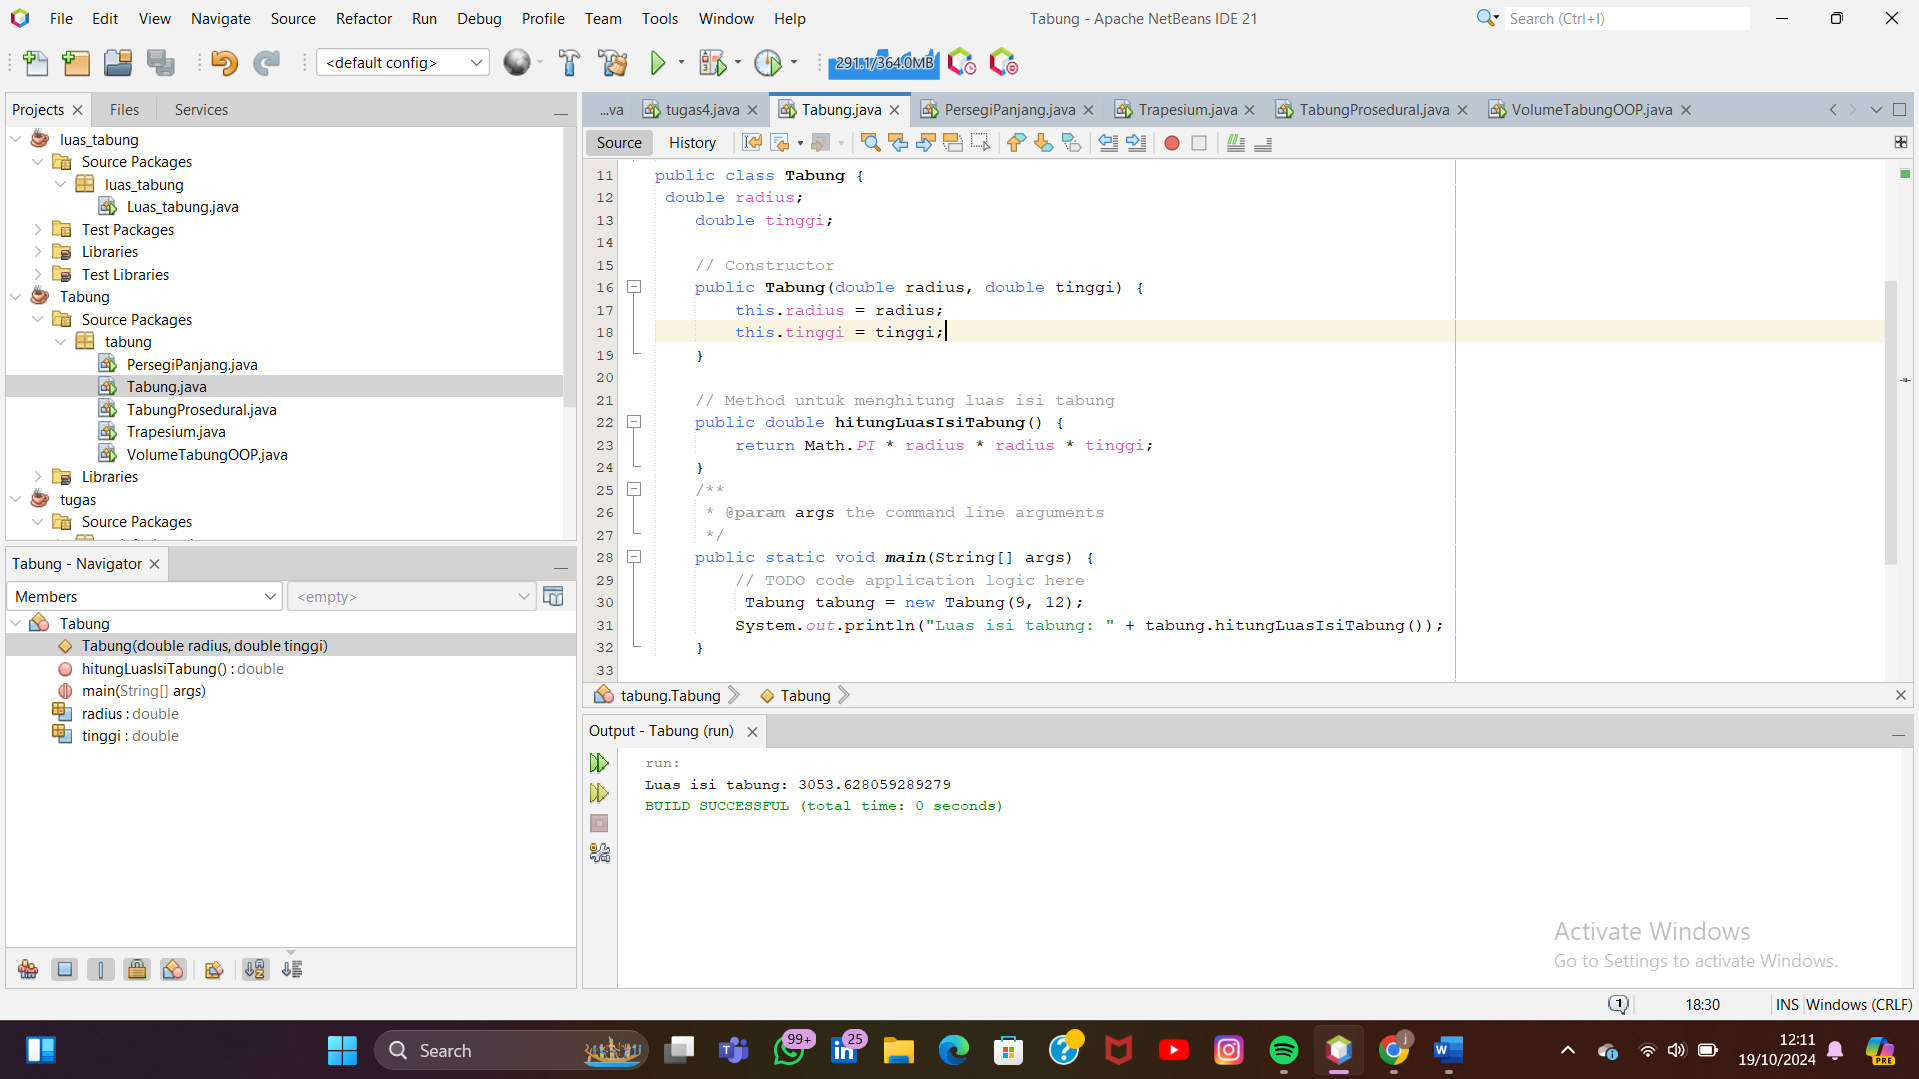 File Edit View Navigate Source Refactor Run Debug Profile Team Tools Window Help
Tabung - Apache NetBeans IDE 21
Search (Ctrl+I)
<default config>
291.1/364.0MB
Projects
Files
Services
luas_tabung
Source Packages
luas_tabung
Luas_tabung.java
Test Packages
Libraries
Test Libraries
Tabung
Source Packages
tabung
PersegiPanjang.java
Tabung.java
TabungProsedural.java
Trapesium.java
VolumeTabungOOP.java
Libraries
tugas
Source Packages
Tabung - Navigator
Members
<empty>
Tabung
Tabung(double radius, double tinggi)
hitungLuasIsiTabung() : double
main(String[] args)
radius : double
tinggi : double
...va tugas4.java Tabung.java PersegiPanjang.java Trapesium.java TabungProsedural.java VolumeTabungOOP.java
Source History
11 public class Tabung {
12 double radius;
13 double tinggi;
14
15 // Constructor
16 public Tabung(double radius, double tinggi) {
17 this.radius = radius;
18 this.tinggi = tinggi;
19 }
20
21 // Method untuk menghitung luas isi tabung
22 public double hitungLuasIsiTabung() {
23 return Math.PI * radius * radius * tinggi;
24 }
25 /**
26 * @param args the command line arguments
27 */
28 public static void main(String[] args) {
29 // TODO code application logic here
30 Tabung tabung = new Tabung(9, 12);
31 System.out.println("Luas isi tabung: " + tabung.hitungLuasIsiTabung());
32 }
33
tabung.Tabung
Tabung
Output - Tabung (run)
run:
Luas isi tabung: 3053.628059289279
BUILD SUCCESSFUL (total time: 0 seconds)
Activate Windows
Go to Settings to activate Windows.
1
18:30
INS
Windows (CRLF)
Search
99+
25
12:11
19/10/2024
PRE